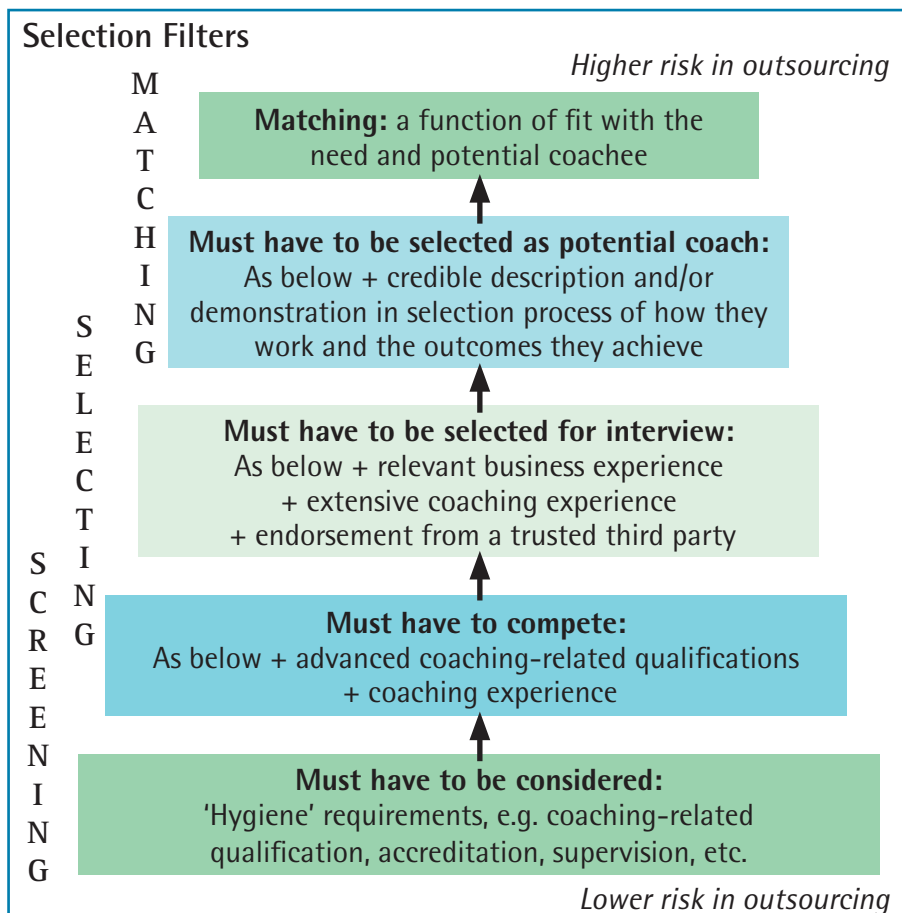 Selection Filters
Higher risk in outsourcing
MATCHING
Matching: a function of fit with the
need and potential coachee
Must have to be selected as potential coach:
As below + credible description and/or
demonstration in selection process of how they
work and the outcomes they achieve
SELECTING
Must have to be selected for interview:
As below + relevant business experience
+ extensive coaching experience
+ endorsement from a trusted third party
SCREENING
Must have to compete:
As below + advanced coaching-related qualifications
+ coaching experience
Must have to be considered:
‘Hygiene’ requirements, e.g. coaching-related
qualification, accreditation, supervision, etc.
Lower risk in outsourcing